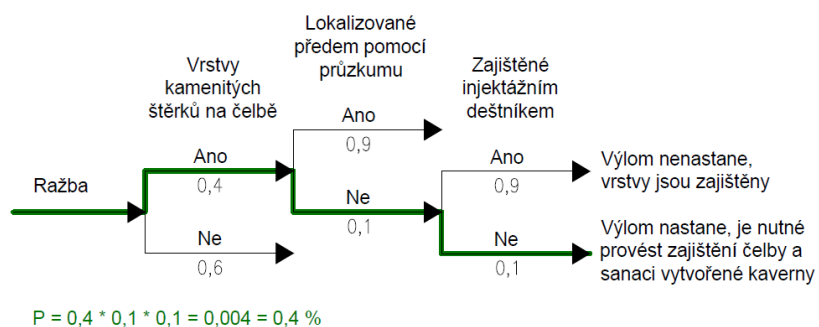 Vrstvy
kamenitých
štěrků na čelbě
Lokalizované
předem pomocí
průzkumu
Zajištěné
injektážním
deštníkem
Ražba
Ano
0,4
Ne
0,6
Ano
0,9
Ne
0,1
Ano
0,9
Ne
0,1
Výlom nenastane,
vrstvy jsou zajištěny
Výlom nastane, je nutné
provést zajištění čelby a
sanaci vytvořené kaverny
P = 0,4 * 0,1 * 0,1 = 0,004 = 0,4 %